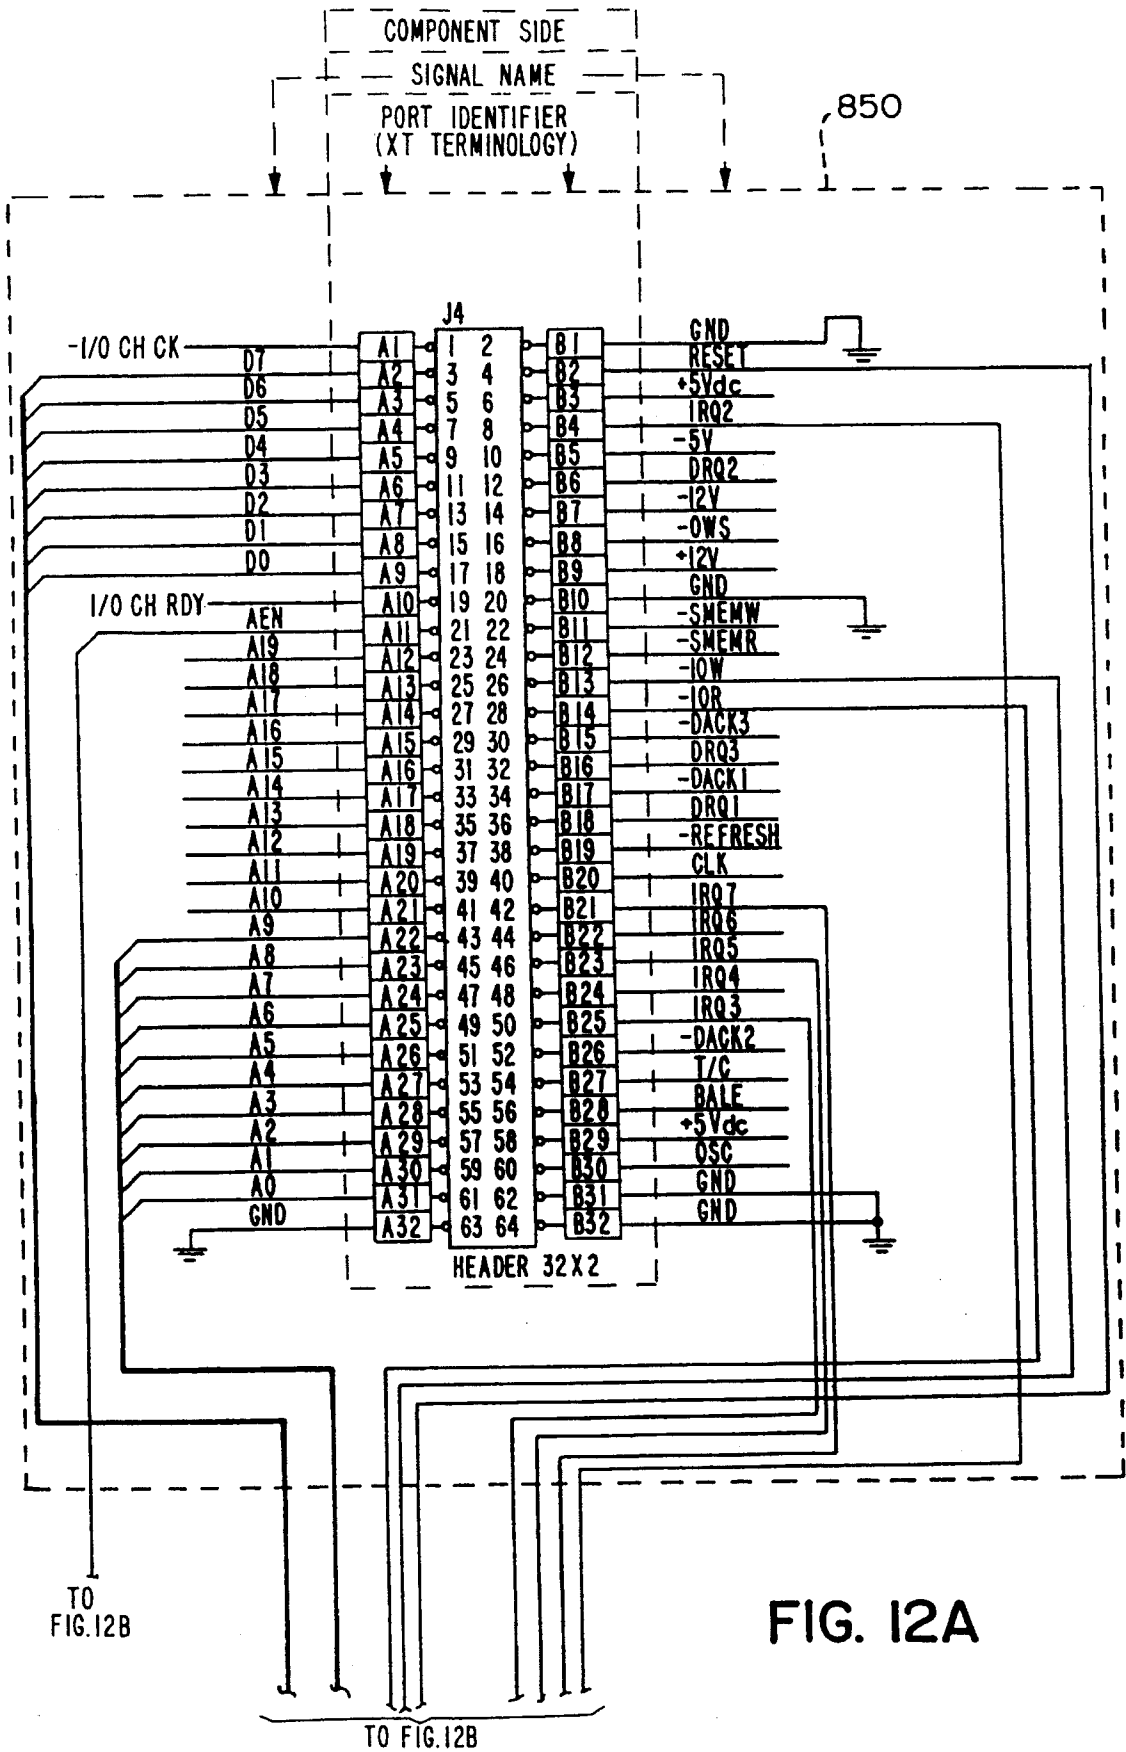 COMPONENT SIDE
SIGNAL NAME
PORT IDENTIFIER
(XT TERMINOLOGY)
850
J4
-I/O CH CK A1 1 2 B1 GND
D7 A2 3 4 B2 RESET
D6 A3 5 6 B3 +5Vdc
D5 A4 7 8 B4 IRQ2
D4 A5 9 10 B5 -5V
D3 A6 11 12 B6 DRQ2
D2 A7 13 14 B7 -12V
D1 A8 15 16 B8 -OWS
D0 A9 17 18 B9 +12V
I/O CH RDY A10 19 20 B10 GND
AEN A11 21 22 B11 -SMEMW
A19 A12 23 24 B12 -SMEMR
A18 A13 25 26 B13 -IOW
A17 A14 27 28 B14 -IOR
A16 A15 29 30 B15 -DACK3
A15 A16 31 32 B16 DRQ3
A14 A17 33 34 B17 -DACK1
A13 A18 35 36 B18 DRQ1
A12 A19 37 38 B19 -REFRESH
A11 A20 39 40 B20 CLK
A10 A21 41 42 B21 IRQ7
A9 A22 43 44 B22 IRQ6
A8 A23 45 46 B23 IRQ5
A7 A24 47 48 B24 IRQ4
A6 A25 49 50 B25 IRQ3
A5 A26 51 52 B26 -DACK2
A4 A27 53 54 B27 T/C
A3 A28 55 56 B28 BALE
A2 A29 57 58 B29 +5Vdc
A1 A30 59 60 B30 OSC
A0 A31 61 62 B31 GND
GND A32 63 64 B32 GND
HEADER 32X2
TO
FIG.12B
FIG. 12A
TO FIG.12B